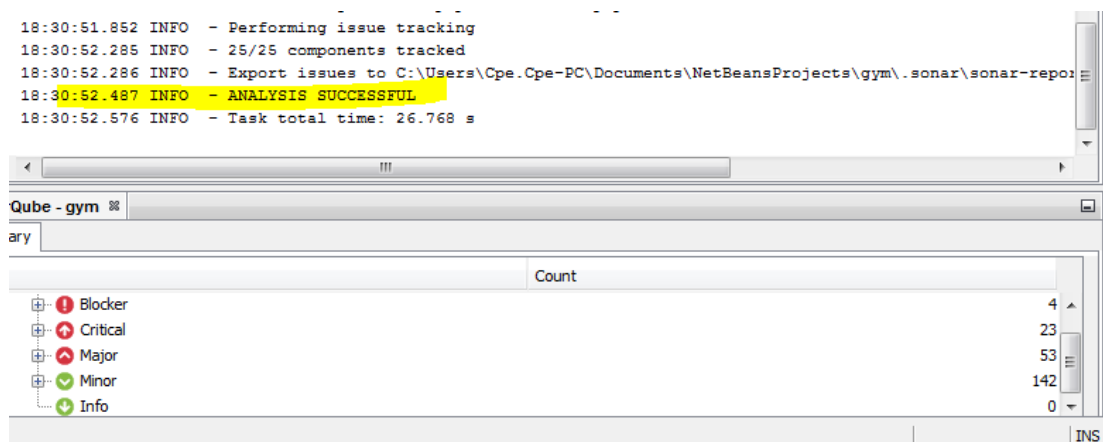 18:30:51.852 INFO - Performing issue tracking
18:30:52.285 INFO - 25/25 components tracked
18:30:52.286 INFO - Export issues to C:\Users\Cpe.Cpe-PC\Documents\NetBeansProjects\gym\.sonar\sonar-repor
18:30:52.487 INFO - ANALYSIS SUCCESSFUL
18:30:52.576 INFO - Task total time: 26.768 s
Qube - gym
ary
Count
Blocker 4
Critical 23
Major 53
Minor 142
Info 0
INS